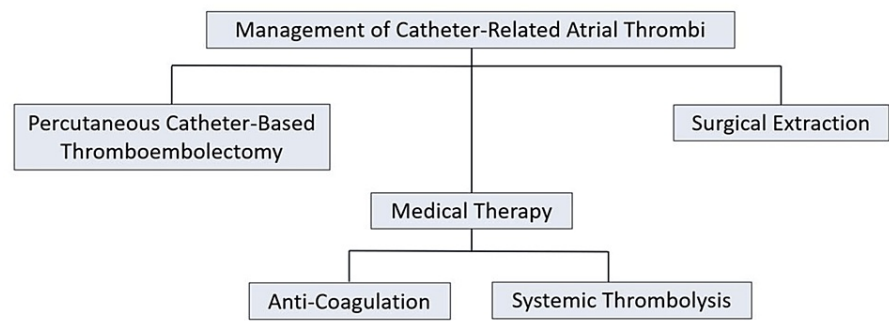 Management of Catheter-Related Atrial Thrombi
Percutaneous Catheter-Based
Thromboembolectomy
Surgical Extraction
Medical Therapy
Anti-Coagulation
Systemic Thrombolysis